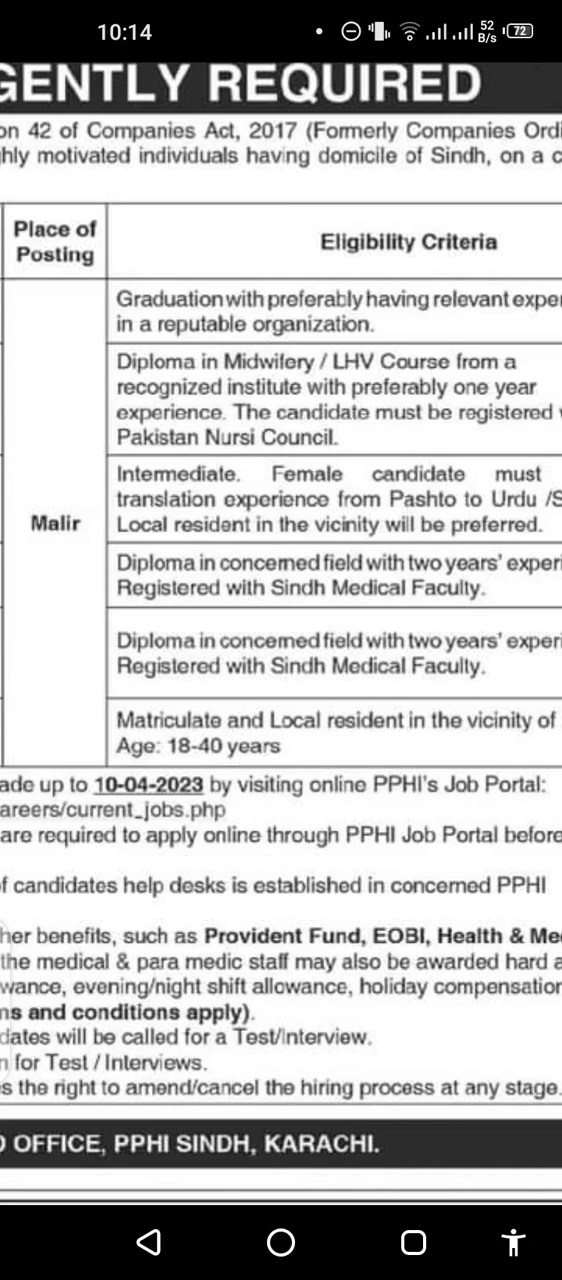 10:14
52
B/s
72
GENTLY REQUIRED
on 42 of Companies Act, 2017 (Formerly Companies Ordi
hly motivated individuals having domicile of Sindh, on a c
Place of
Posting
Eligibility Criteria
Graduation with preferably having relevant exper
in a reputable organization.
Diploma in Midwifery / LHV Course from a
recognized institute with preferably one year
experience. The candidate must be registered
Pakistan Nursi Council.
Intermediate. Female candidate must
translation experience from Pashto to Urdu /S
Local resident in the vicinity will be preferred.
Malir
Diploma in concerned field with two years' experi
Registered with Sindh Medical Faculty.
Diploma in concerned field with two years' experi
Registered with Sindh Medical Faculty.
Matriculate and Local resident in the vicinity of
Age: 18-40 years
ade up to 10-04-2023 by visiting online PPHI's Job Portal:
areers/current_jobs.php
are required to apply online through PPHI Job Portal before
f candidates help desks is established in concerned PPHI
her benefits, such as Provident Fund, EOBI, Health & Me
the medical & para medic staff may also be awarded hard a
wance, evening/night shift allowance, holiday compensation
ns and conditions apply).
dates will be called for a Test/Interview.
n for Test / Interviews.
s the right to amend/cancel the hiring process at any stage.
D OFFICE, PPHI SINDH, KARACHI.